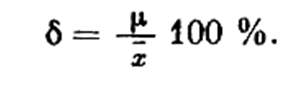 δ = μ / x̄ 100 %.